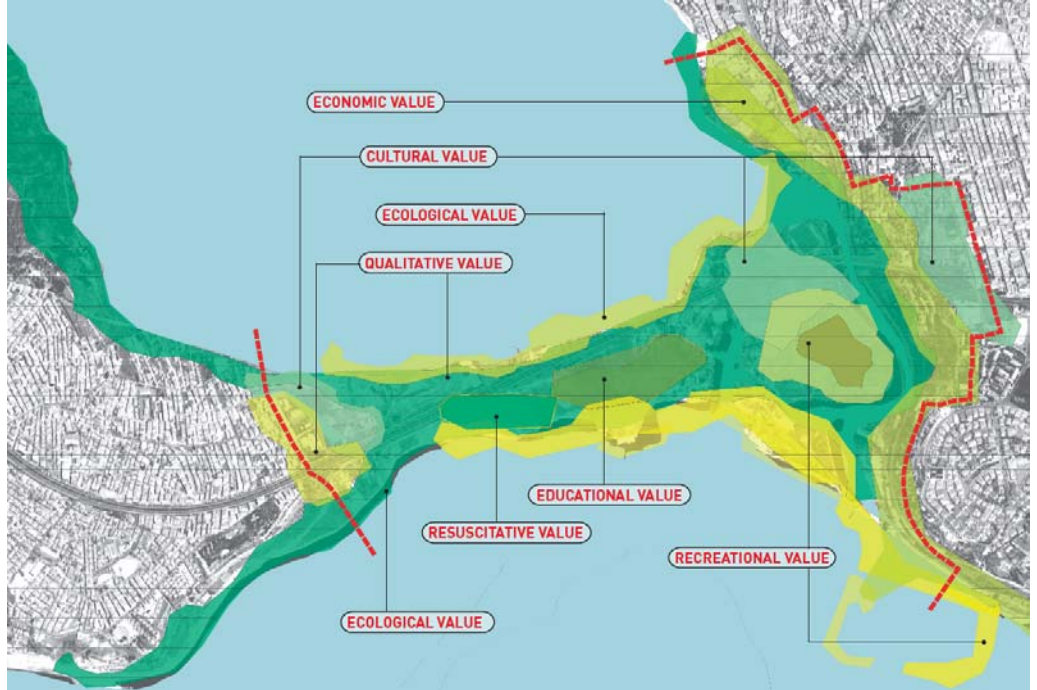 ECONOMIC VALUE
CULTURAL VALUE
ECOLOGICAL VALUE
QUALITATIVE VALUE
EDUCATIONAL VALUE
RESUSCITATIVE VALUE
RECREATIONAL VALUE
ECOLOGICAL VALUE